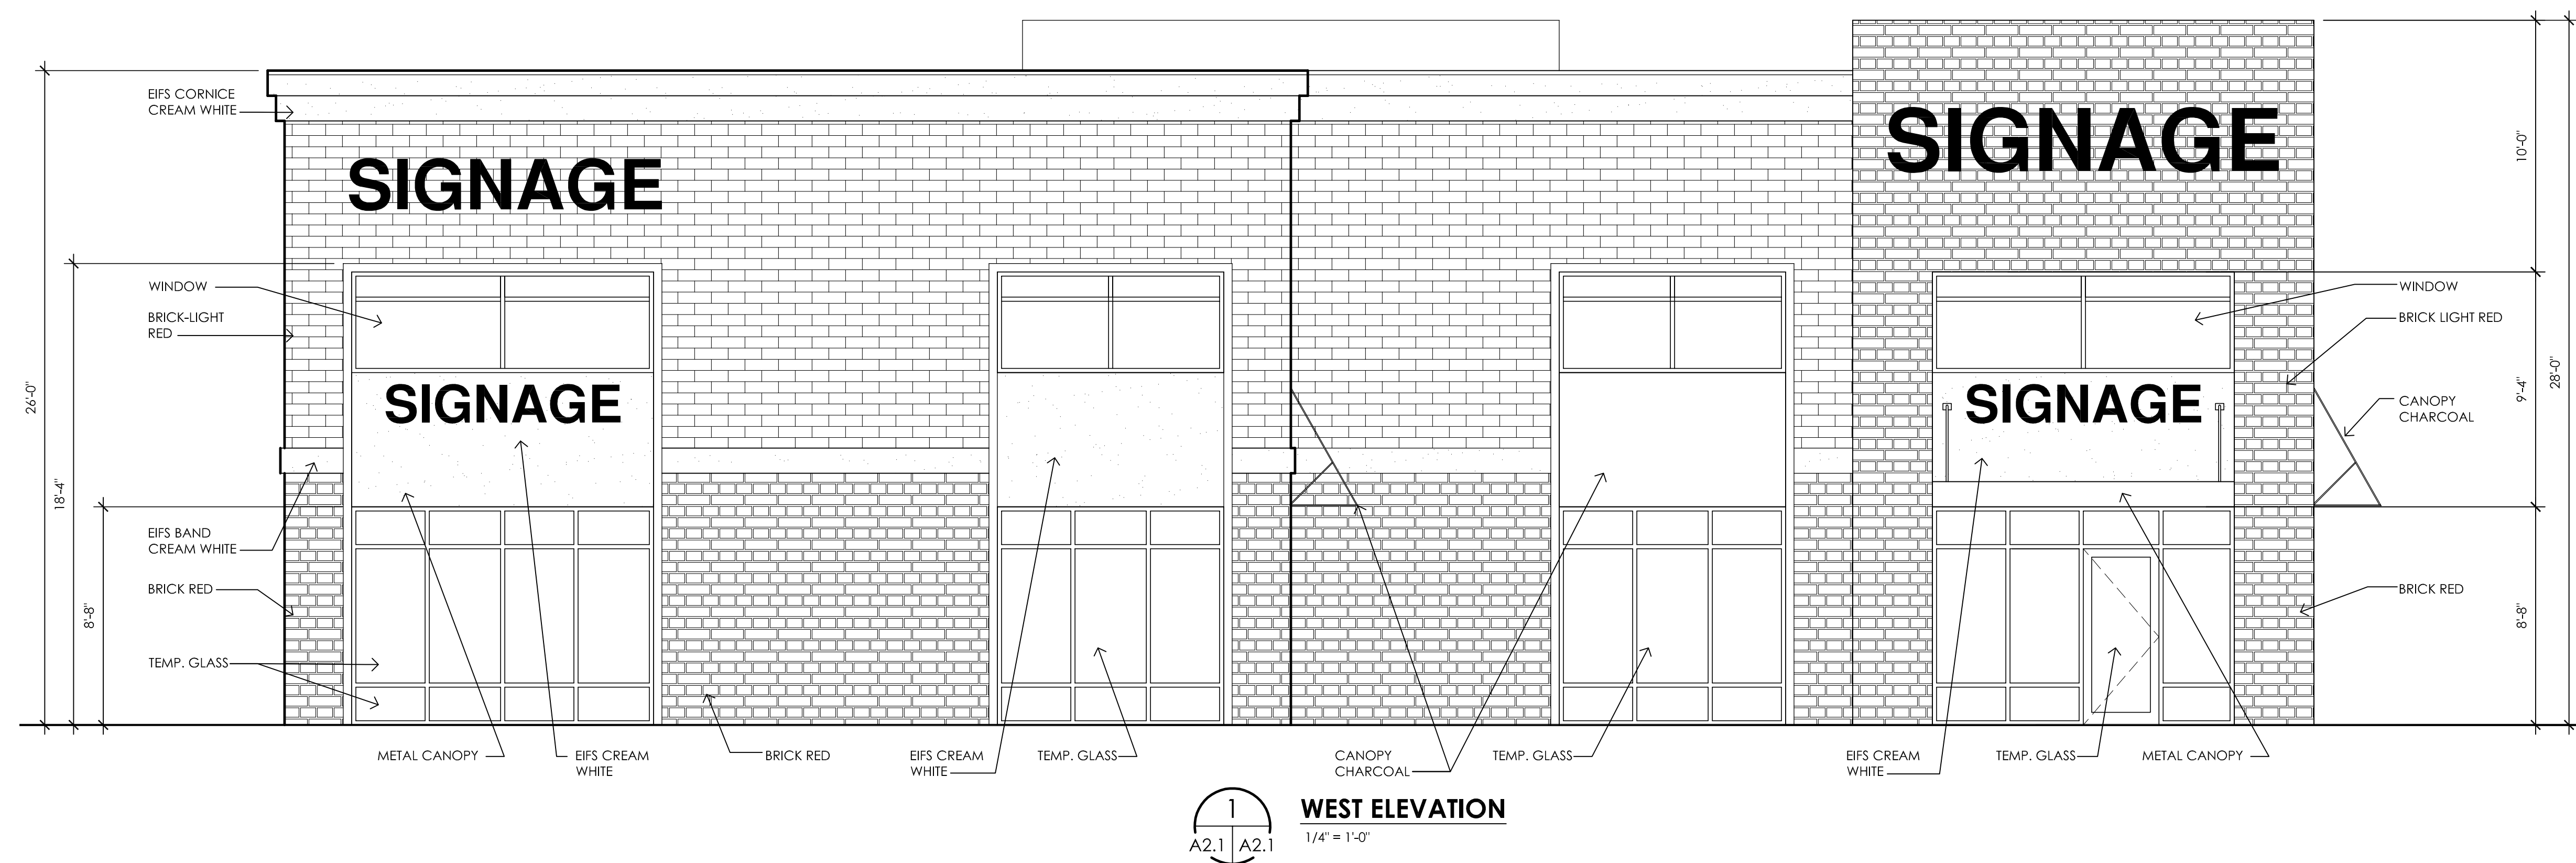 EIFS CORNICE
CREAM WHITE
SIGNAGE
SIGNAGE
10'-0"
WINDOW
BRICK-LIGHT
RED
26'-0"
18'-4"
8'-8"
SIGNAGE
SIGNAGE
WINDOW
BRICK LIGHT RED
CANOPY
CHARCOAL
9'-4"
28'-0"
EIFS BAND
CREAM WHITE
BRICK RED
TEMP. GLASS
BRICK RED
8'-8"
METAL CANOPY
EIFS CREAM
WHITE
BRICK RED
EIFS CREAM
WHITE
TEMP. GLASS
CANOPY
CHARCOAL
TEMP. GLASS
EIFS CREAM
WHITE
TEMP. GLASS
METAL CANOPY
1
A2.1 A2.1
WEST ELEVATION
1/4" = 1'-0"